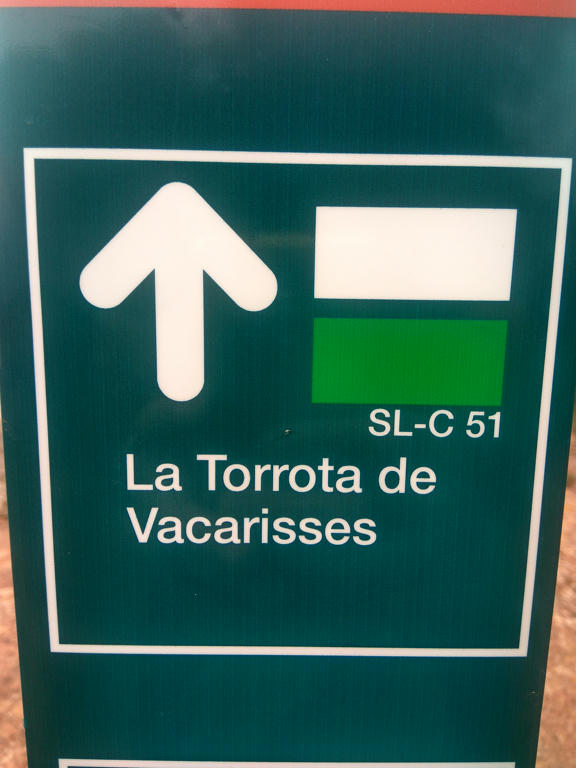 SL-C 51
La Torrota de
Vacarisses